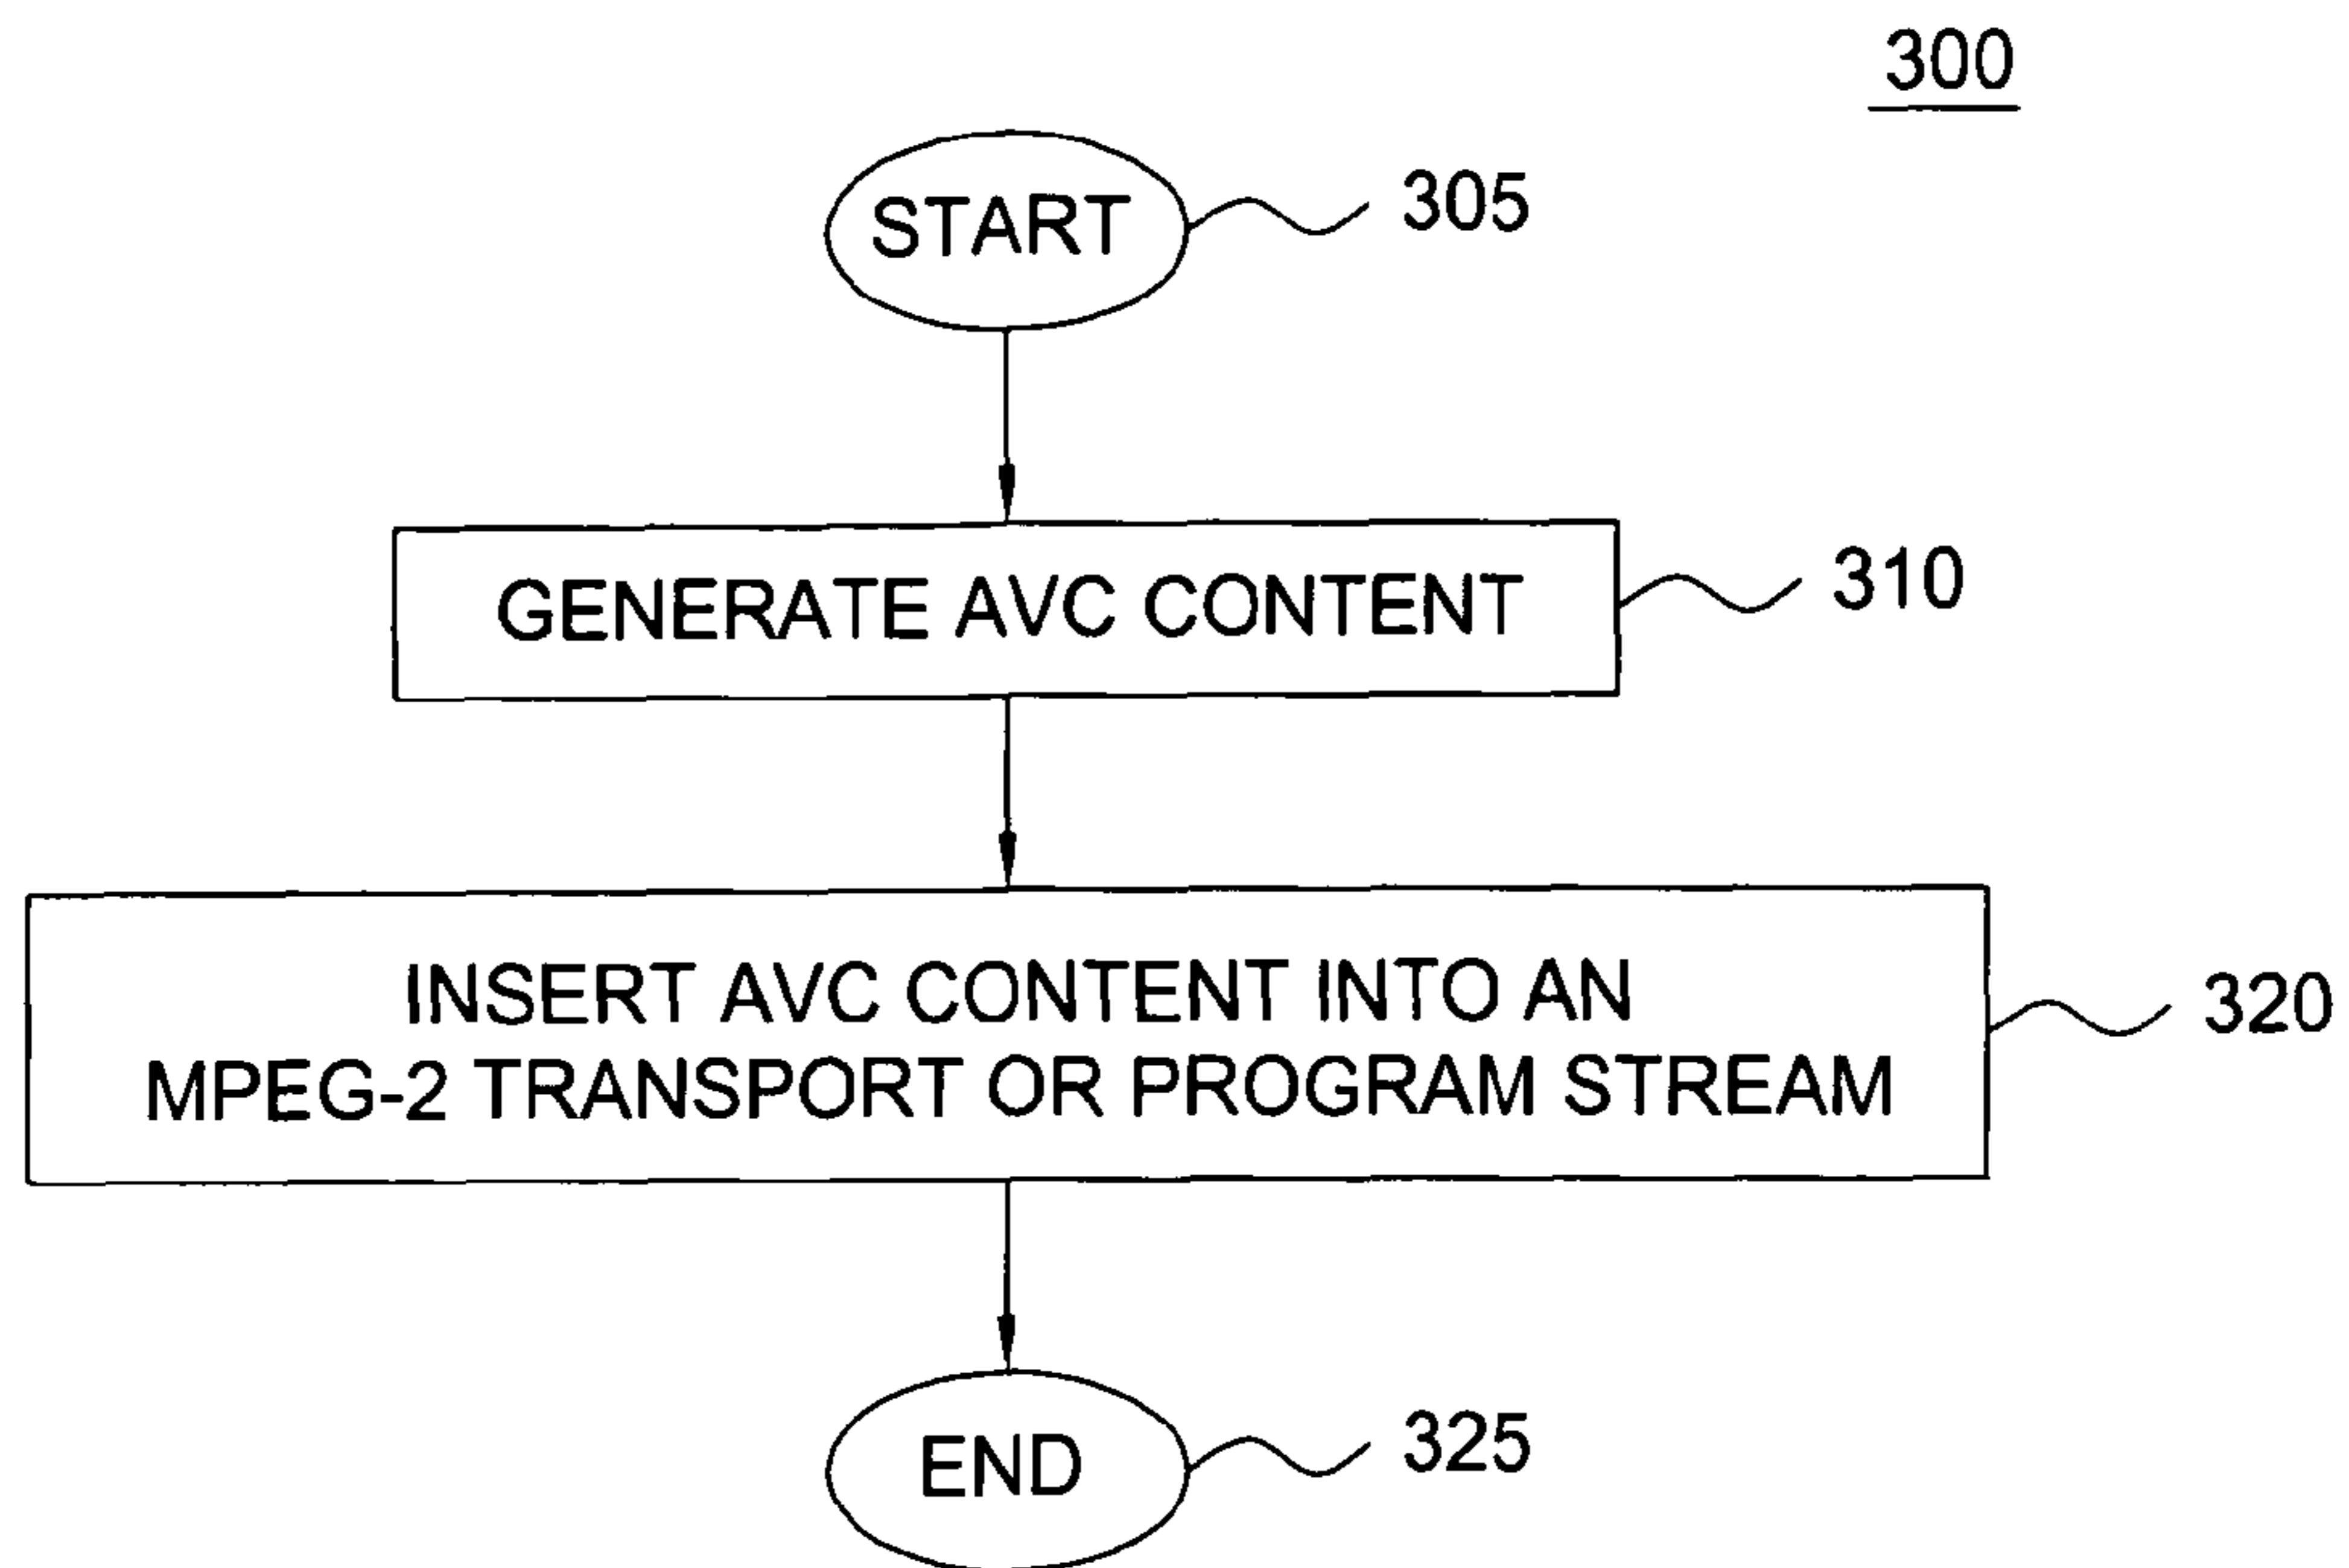 300
START
305
GENERATE AVC CONTENT
310
INSERT AVC CONTENT INTO AN
MPEG-2 TRANSPORT OR PROGRAM STREAM
320
END
325